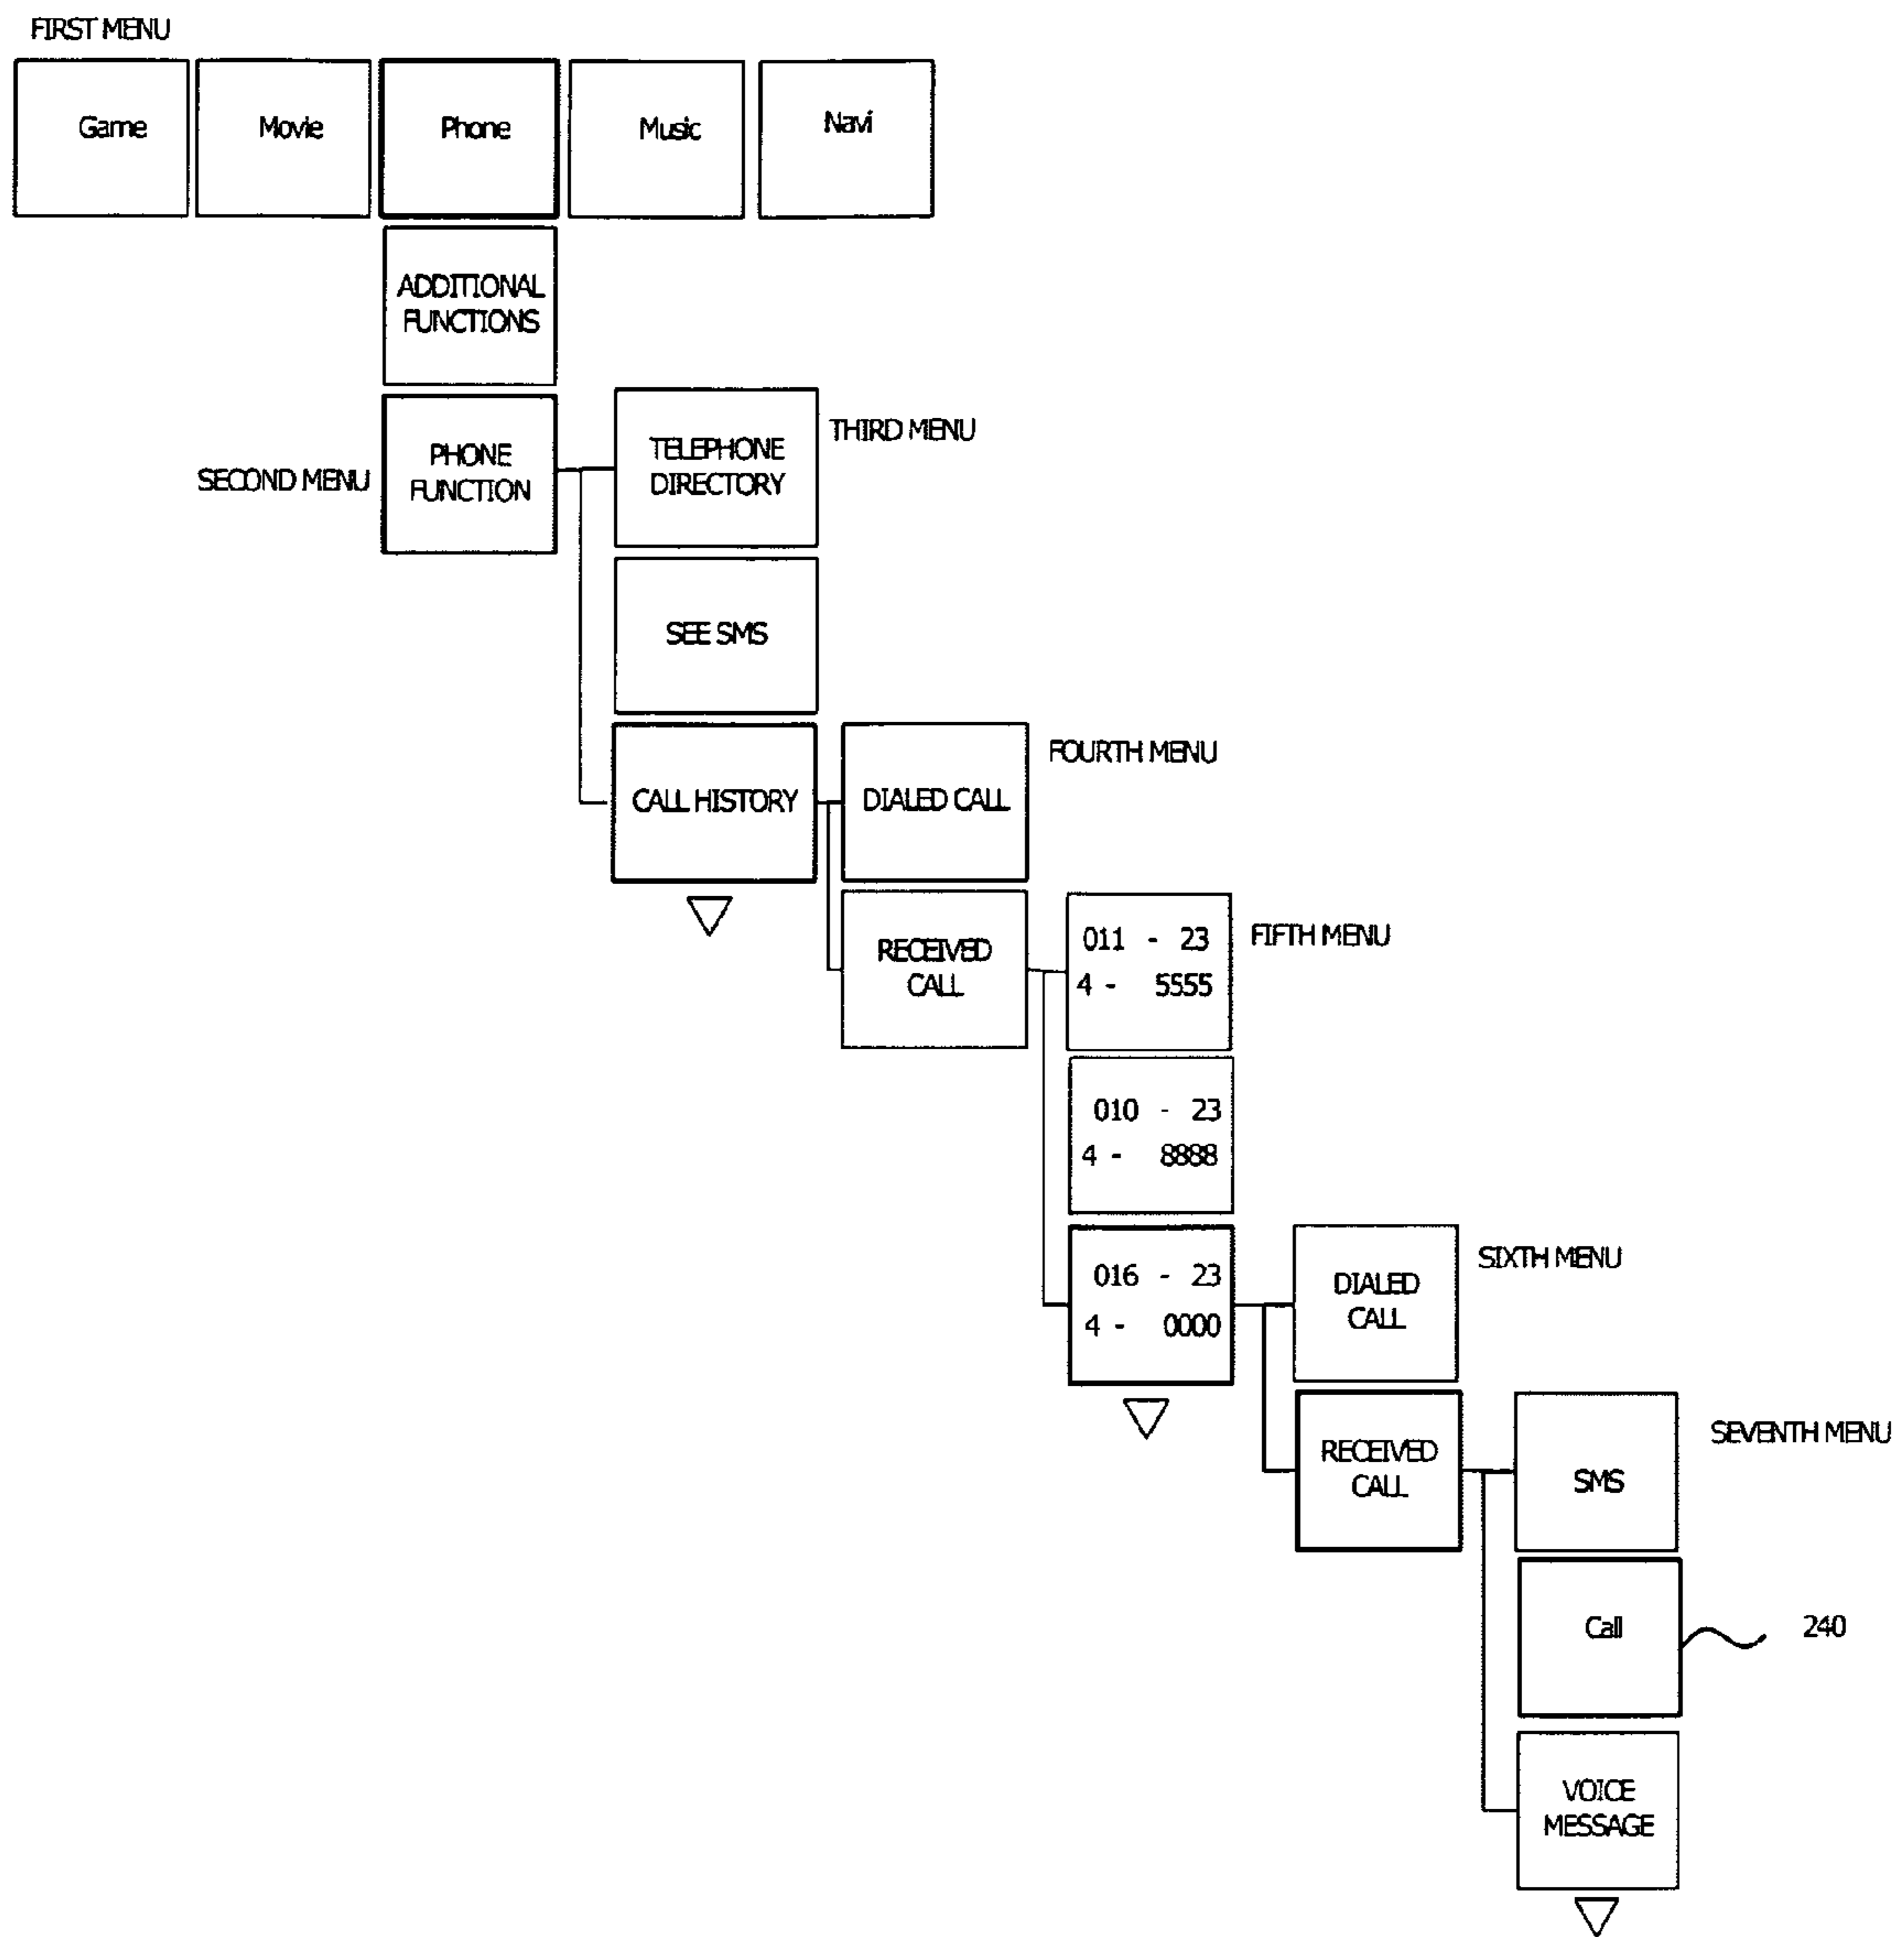 FIRST MENU
Game
Movie
Phone
Music
Navi
ADDITIONAL
FUNCTIONS
SECOND MENU
PHONE
FUNCTION
TELEPHONE
DIRECTORY
THIRD MENU
SEE SMS
CALL HISTORY
DIALED CALL
FOURTH MENU
RECEIVED
CALL
011 - 23
4 - 5555
FIFTH MENU
010 - 23
4 - 8888
016 - 23
4 - 0000
DIALED
CALL
SIXTH MENU
RECEIVED
CALL
SMS
SEVENTH MENU
Call
240
VOICE
MESSAGE